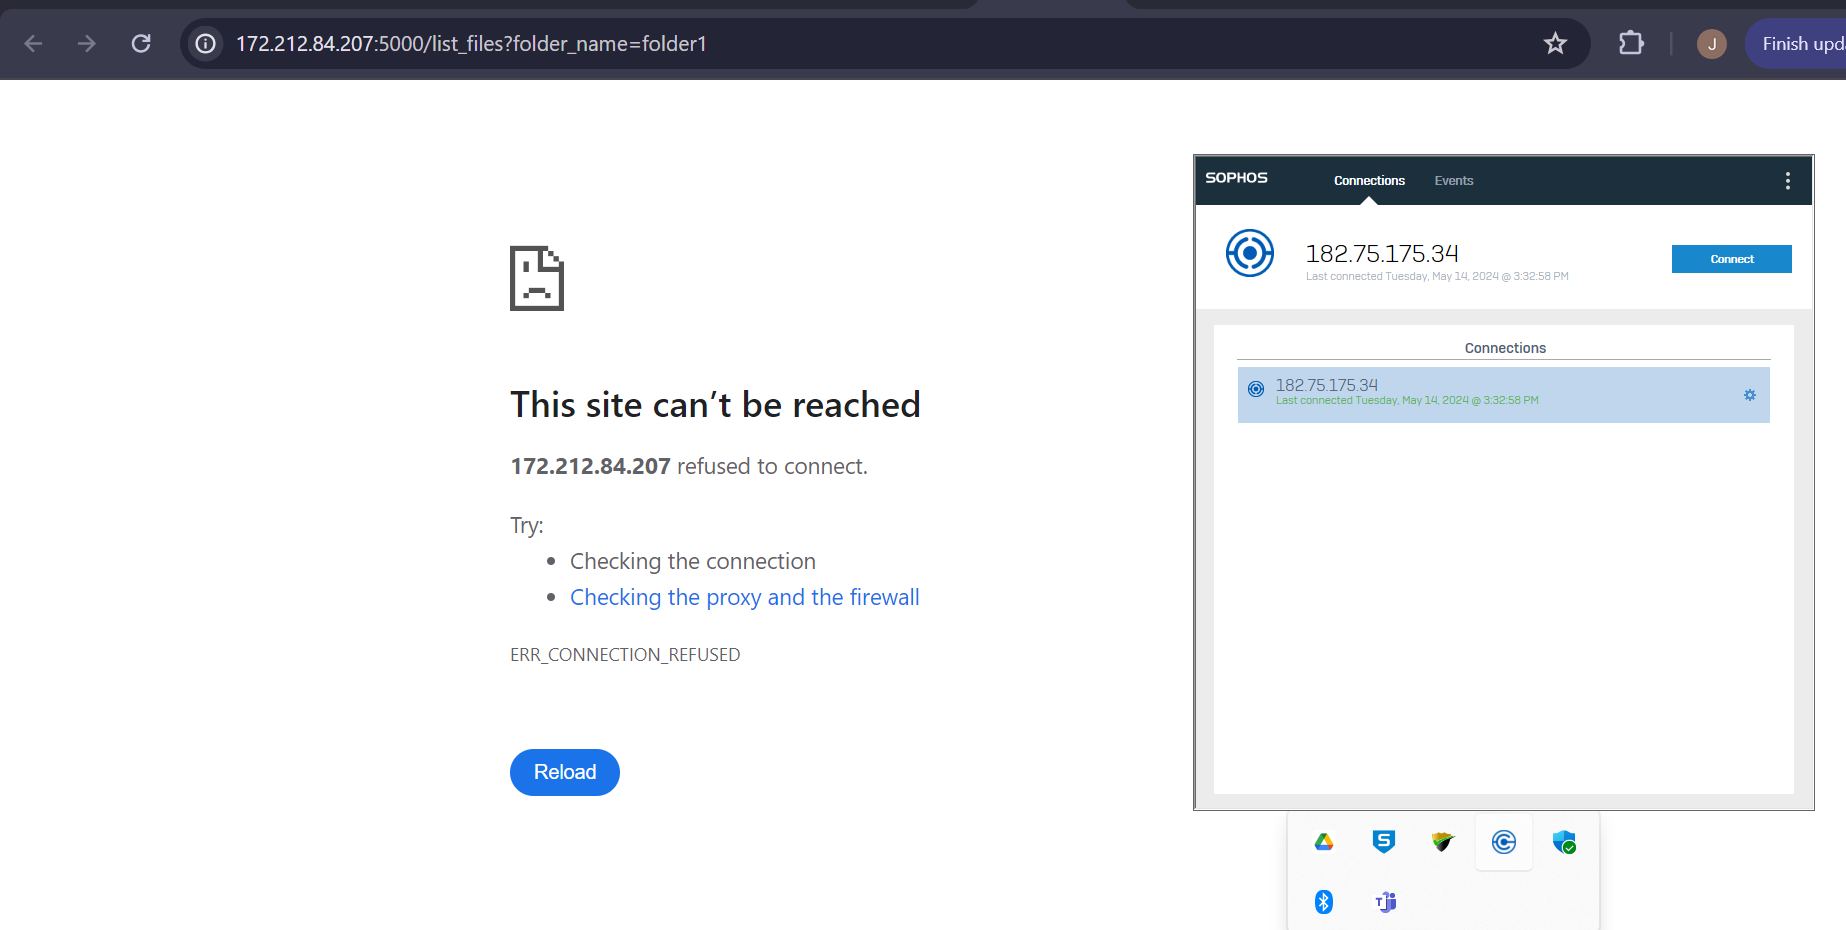 172.212.84.207:5000/list_files?folder_name=folder1
J
Finish upda
This site can’t be reached
172.212.84.207 refused to connect.
Try:
Checking the connection
Checking the proxy and the firewall
ERR_CONNECTION_REFUSED
Reload
SOPHOS
Connections
Events
182.75.175.34
Last connected Tuesday, May 14, 2024 @ 3:32:58 PM
Connect
Connections
182.75.175.34
Last connected Tuesday, May 14, 2024 @ 3:32:58 PM